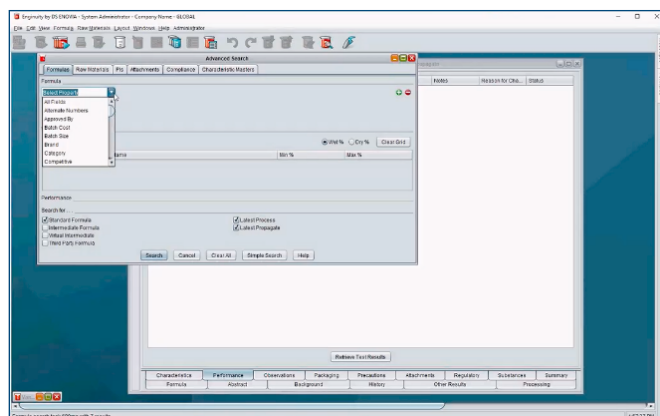 Enginuity by DS ENOVIA - System Administrator - Company Name - GLOBAL
File Edit View Formula Raw Materials Layout Windows Help Administrator
Advanced Search
Formulas Raw Materials PIs Attachments Compliance Characteristic Masters
Formula
Select Property
All Fields
Alternate Numbers
Approved By
Batch Cost
Batch Size
Brand
Category
Competitive
Wet % Dry % Clear Grid
Name Min % Max %
Performance
Search for . . .
Standard Formula Latest Process
Intermediate Formula Latest Propagate
Virtual Intermediate
Third Party Formula
Search Cancel Clear All Simple Search Help
Notes Reason for Cha... Status
Retrieve Test Results
Characteristics Performance Observations Packaging Precautions Attachments Regulatory Substances Summary
Formula Abstract Background History Other Results Processing